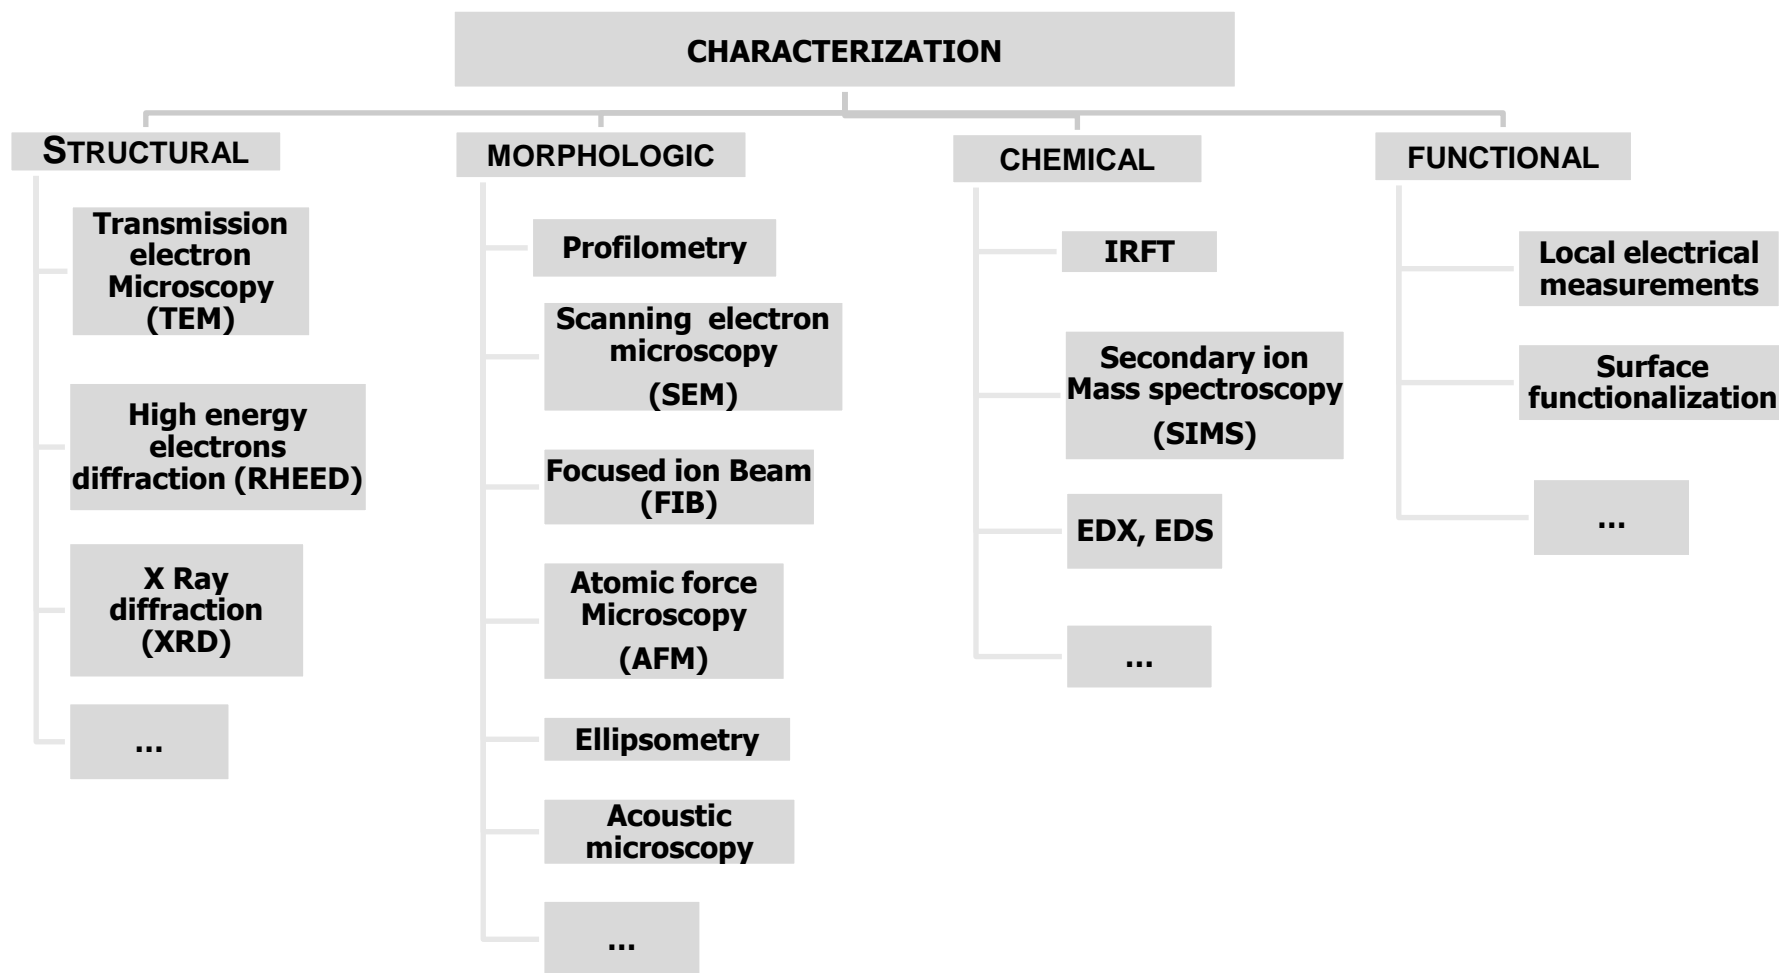 CHARACTERIZATION
STRUCTURAL
Transmission
electron
Microscopy
(TEM)
High energy
electrons
diffraction (RHEED)
X Ray
diffraction
(XRD)
...
MORPHOLOGIC
Profilometry
Scanning electron
microscopy
(SEM)
Focused ion Beam
(FIB)
Atomic force
Microscopy
(AFM)
Ellipsometry
Acoustic
microscopy
...
CHEMICAL
IRFT
Secondary ion
Mass spectroscopy
(SIMS)
EDX, EDS
...
FUNCTIONAL
Local electrical
measurements
Surface
functionalization
...